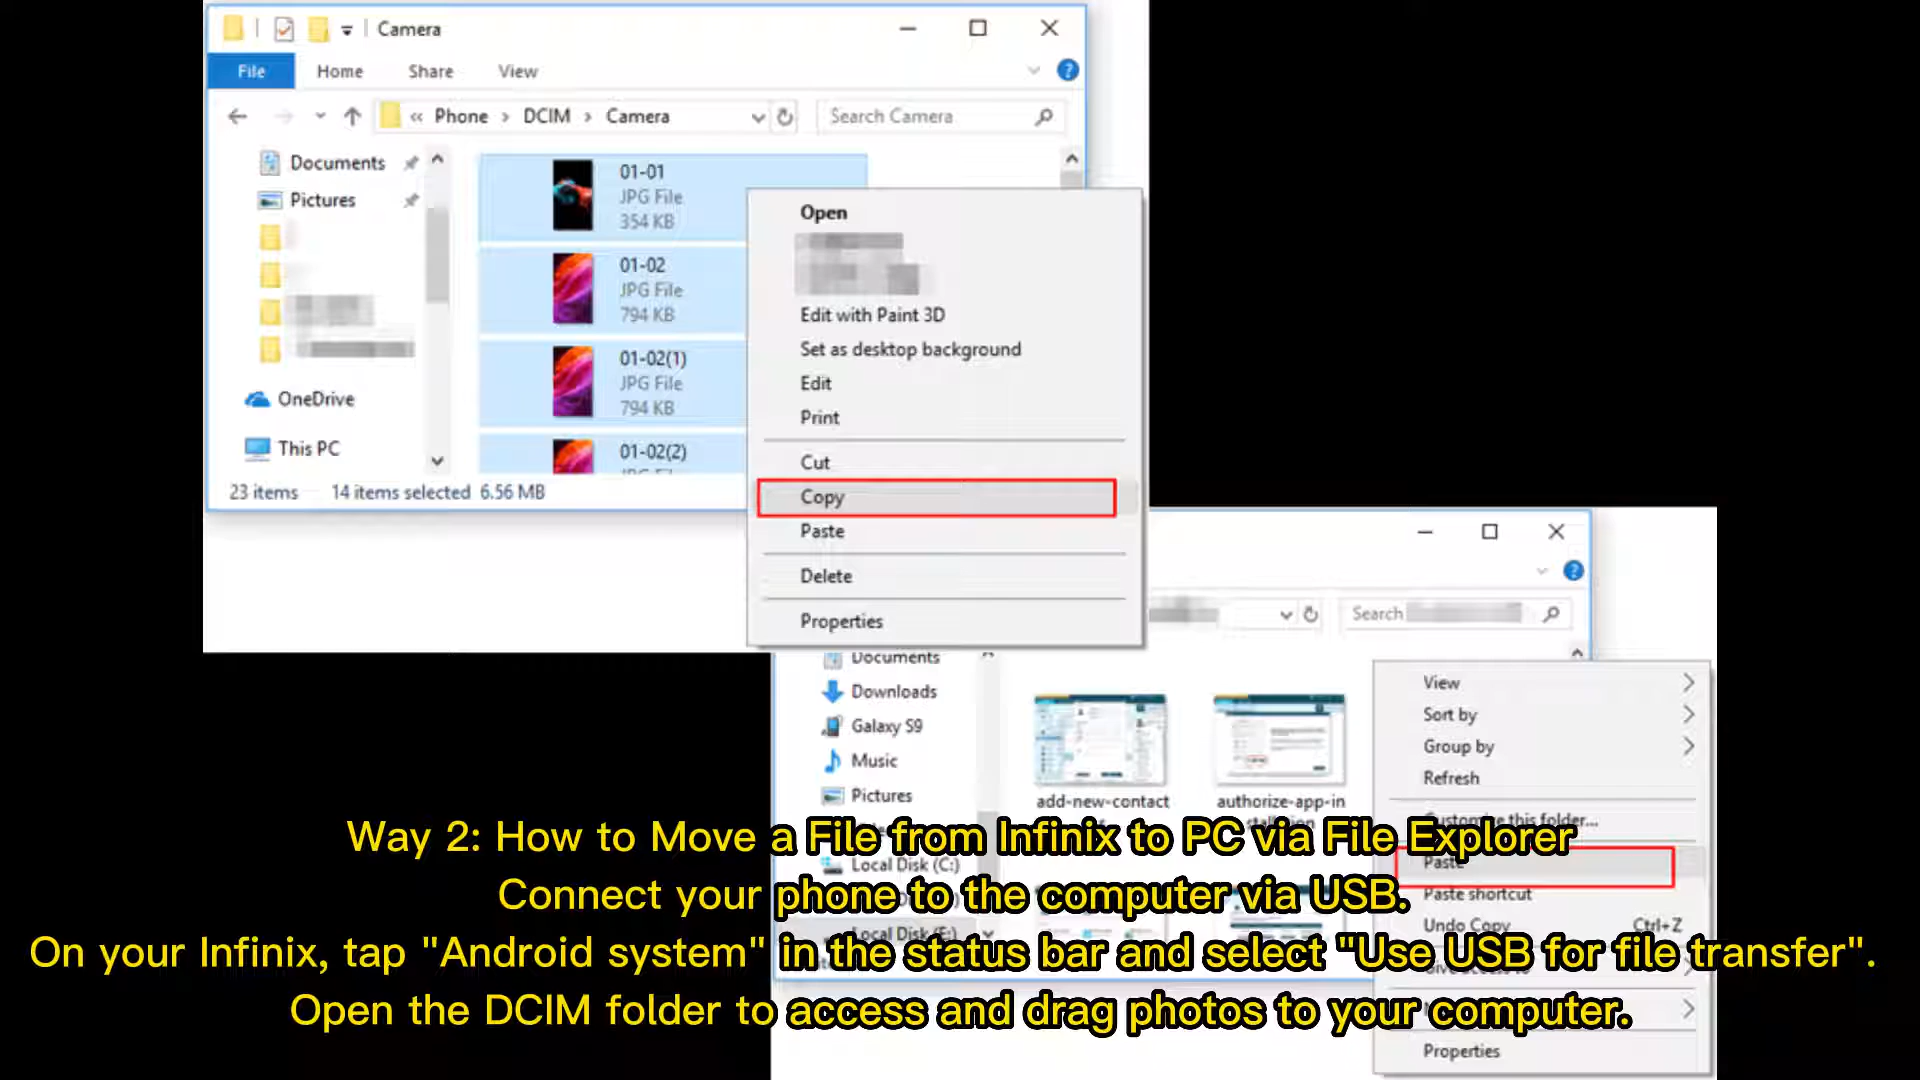 Camera
File Home Share View
« Phone > DCIM > Camera
Search Camera
Documents
Pictures
OneDrive
This PC
01-01
JPG File
354 KB
01-02
JPG File
794 KB
01-02(1)
JPG File
794 KB
01-02(2)
23 items 14 items selected 6.56 MB
Open
Edit with Paint 3D
Set as desktop background
Edit
Print
Cut
Copy
Paste
Delete
Properties
Search
Documents
Downloads
Galaxy S9
Music
Pictures
Local Disk (C:)
Local Disk (E:)
add-new-contact
authorize-app-in
View
Sort by
Group by
Refresh
Customize this folder...
Paste
Paste shortcut
Undo Copy Ctrl+Z
Properties
Way 2: How to Move a File from Infinix to PC via File Explorer
Connect your phone to the computer via USB.
On your Infinix, tap "Android system" in the status bar and select "Use USB for file transfer".
Open the DCIM folder to access and drag photos to your computer.